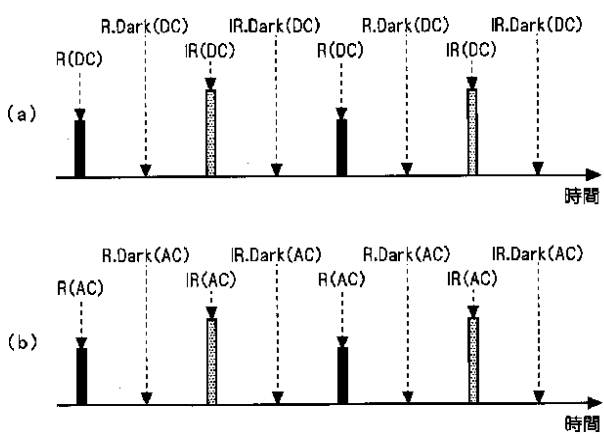 R.Dark(DC) IR.Dark(DC) R.Dark(DC) IR.Dark(DC)
R(DC) IR(DC) R(DC) IR(DC)
(a)
時間
R.Dark(AC) IR.Dark(AC) R.Dark(AC) IR.Dark(AC)
R(AC) IR(AC) R(AC) IR(AC)
(b)
時間